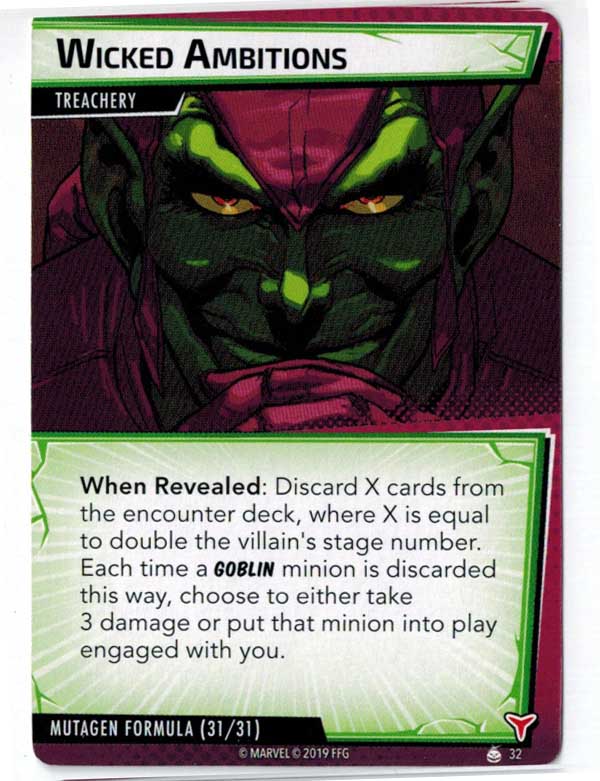 WICKED AMBITIONS
TREACHERY
When Revealed: Discard X cards from
the encounter deck, where X is equal
to double the villain's stage number.
Each time a GOBLIN minion is discarded
this way, choose to either take
3 damage or put that minion into play
engaged with you.
MUTAGEN FORMULA (31/31)
© MARVEL © 2019 FFG
32